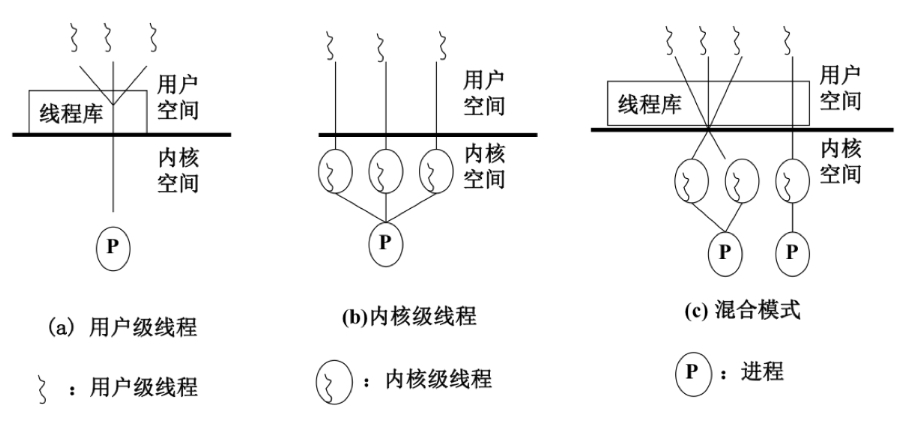 线程库
用户
空间
内核
空间
P
(a) 用户级线程
用户
空间
内核
空间
P
(b)内核级线程
线程库
用户
空间
内核
空间
P
P
(c) 混合模式
：用户级线程
：内核级线程
P
：进程